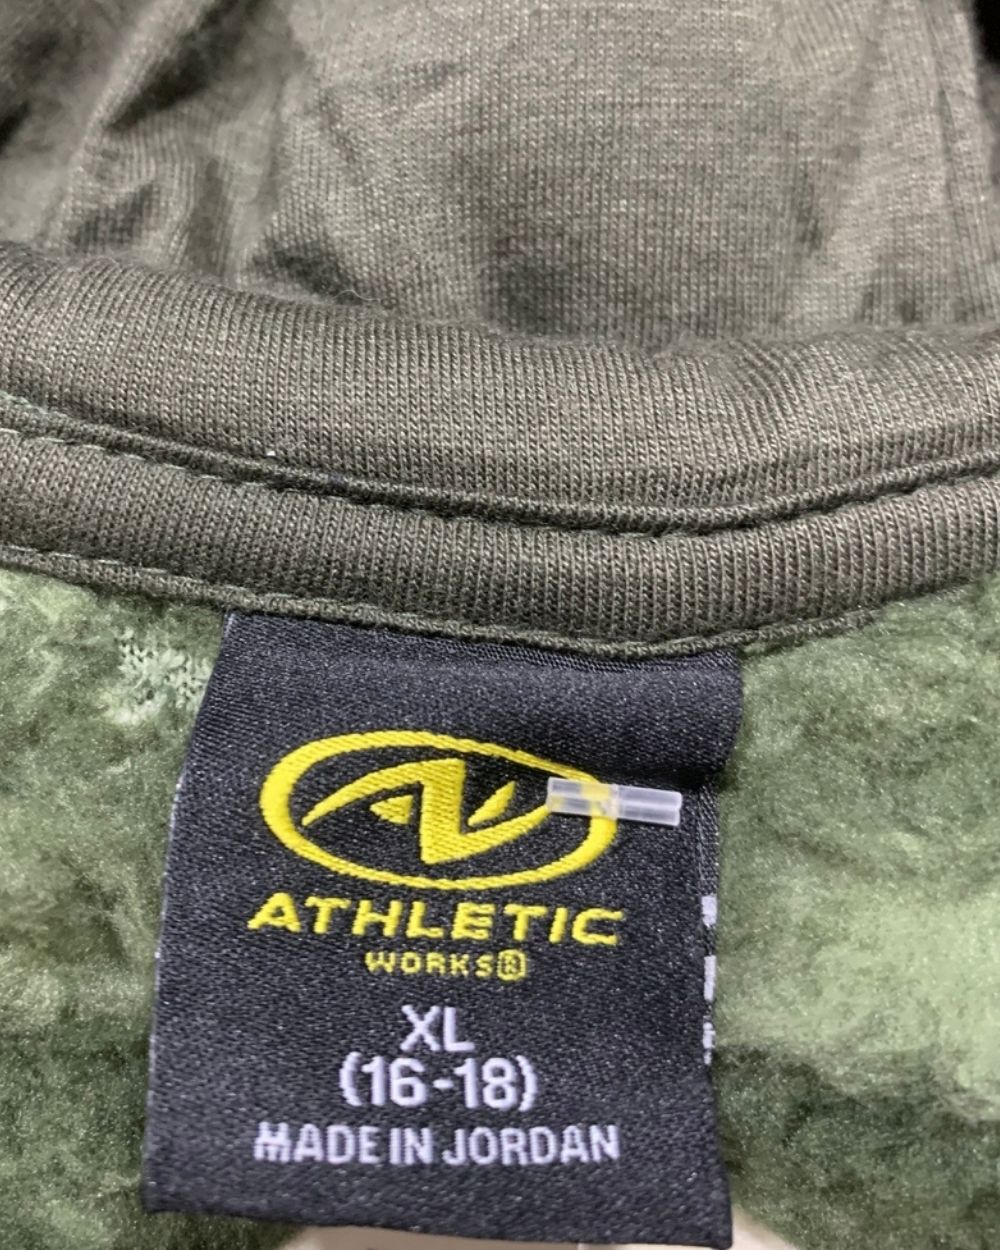 ATHLETIC
WORKS®
XL
(16-18)
MADE IN JORDAN